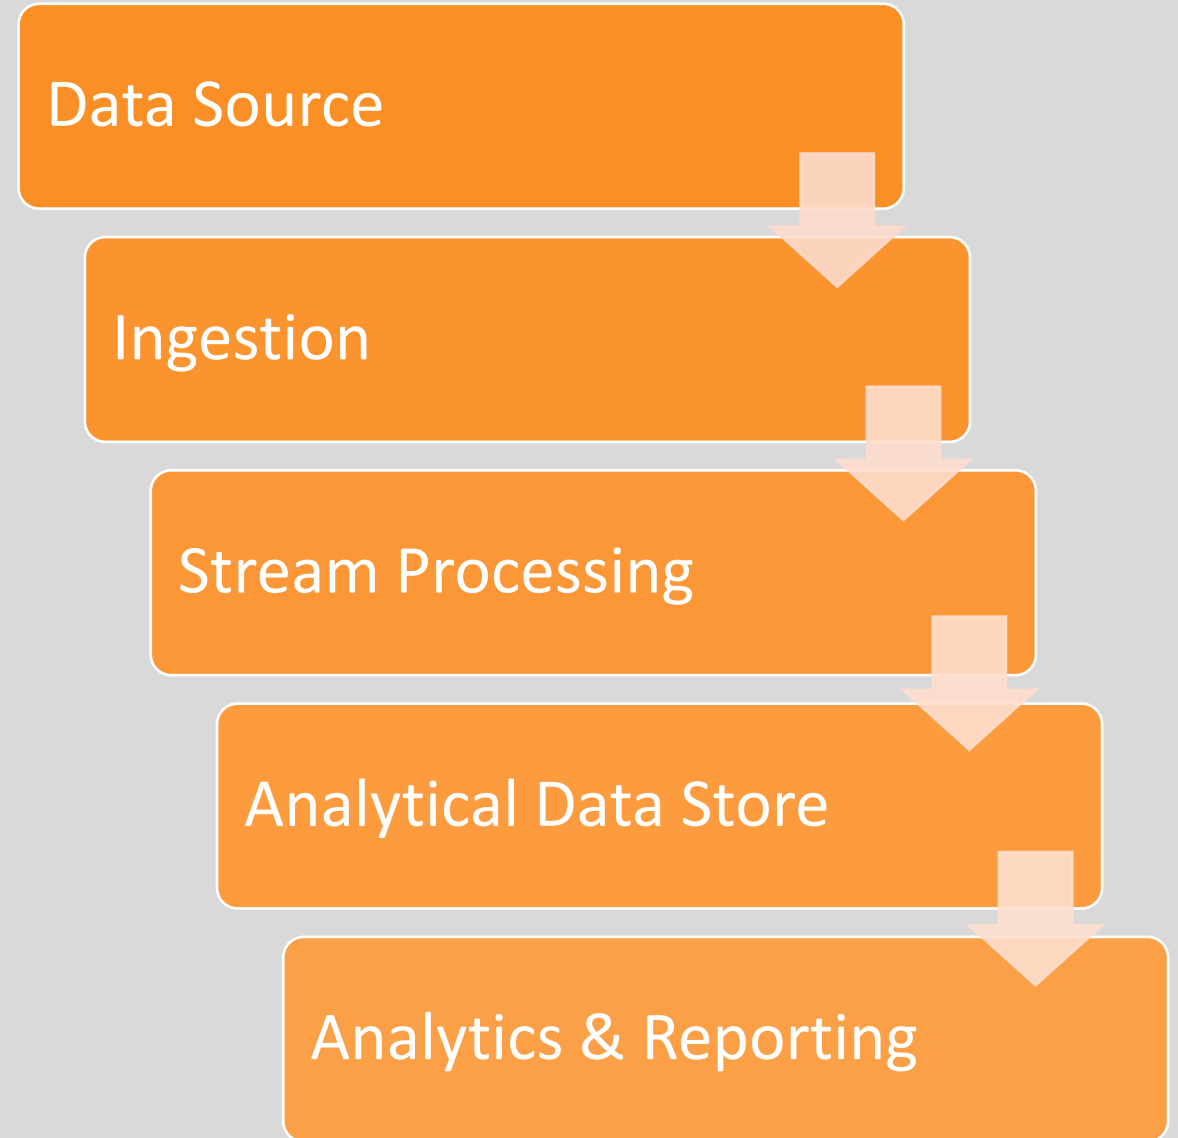 Data Source
Ingestion
Stream Processing
Analytical Data Store
Analytics & Reporting